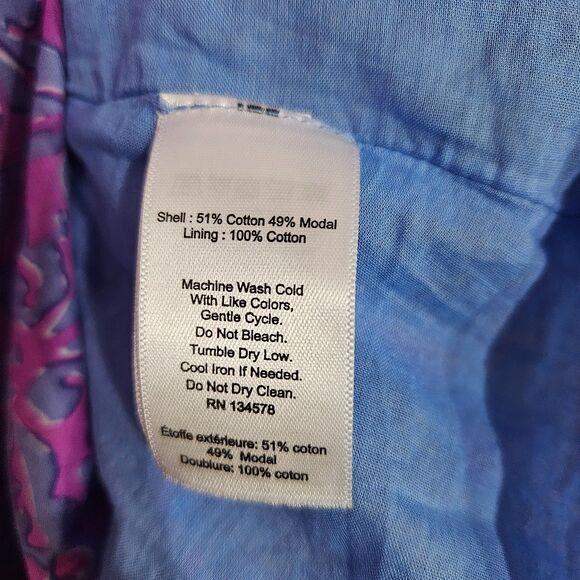 Shell : 51% Cotton 49% Modal
Lining : 100% Cotton
Machine Wash Cold
With Like Colors,
Gentle Cycle.
Do Not Bleach.
Tumble Dry Low.
Cool Iron If Needed.
Do Not Dry Clean.
RN 134578
Étoffe extérieure: 51% coton
49% Modal
Doublure: 100% coton